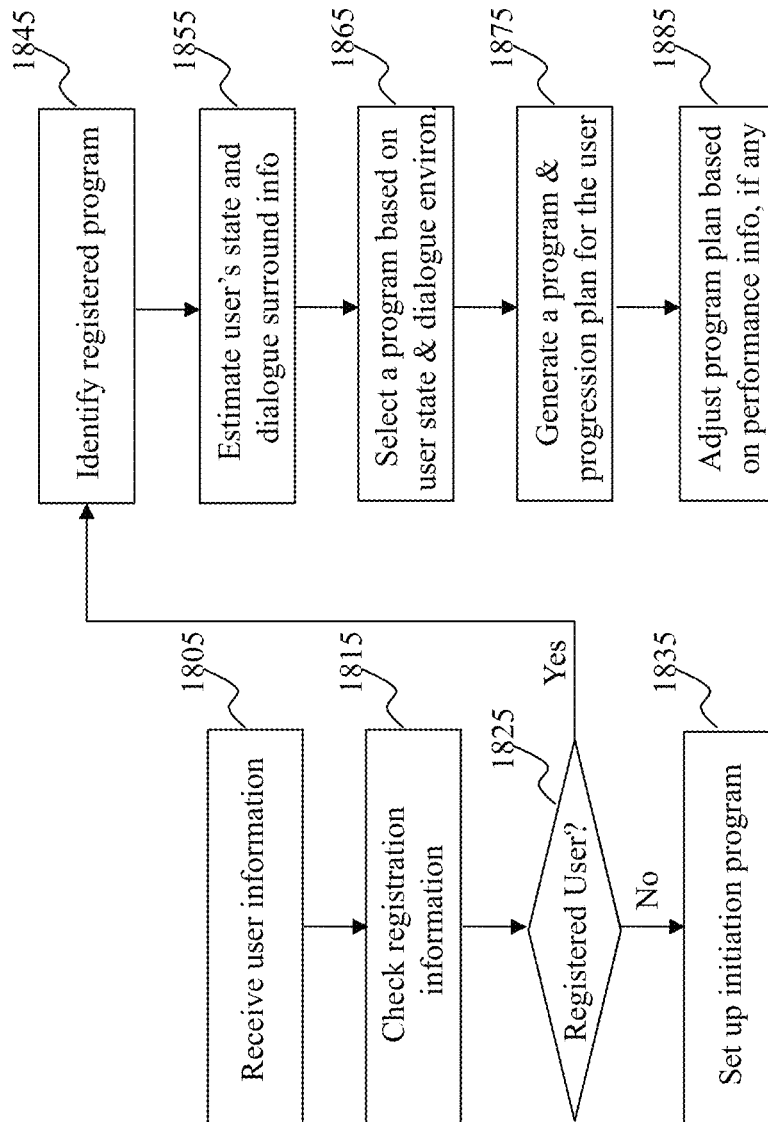 1805
Receive user information
1815
Check registration
information
1825
Registered User?
Yes
No
1835
Set up initiation program
1845
Identify registered program
1855
Estimate user's state and
dialogue surround info
1865
Select a program based on
user state & dialogue environ.
1875
Generate a program &
progression plan for the user
1885
Adjust program plan based
on performance info, if any